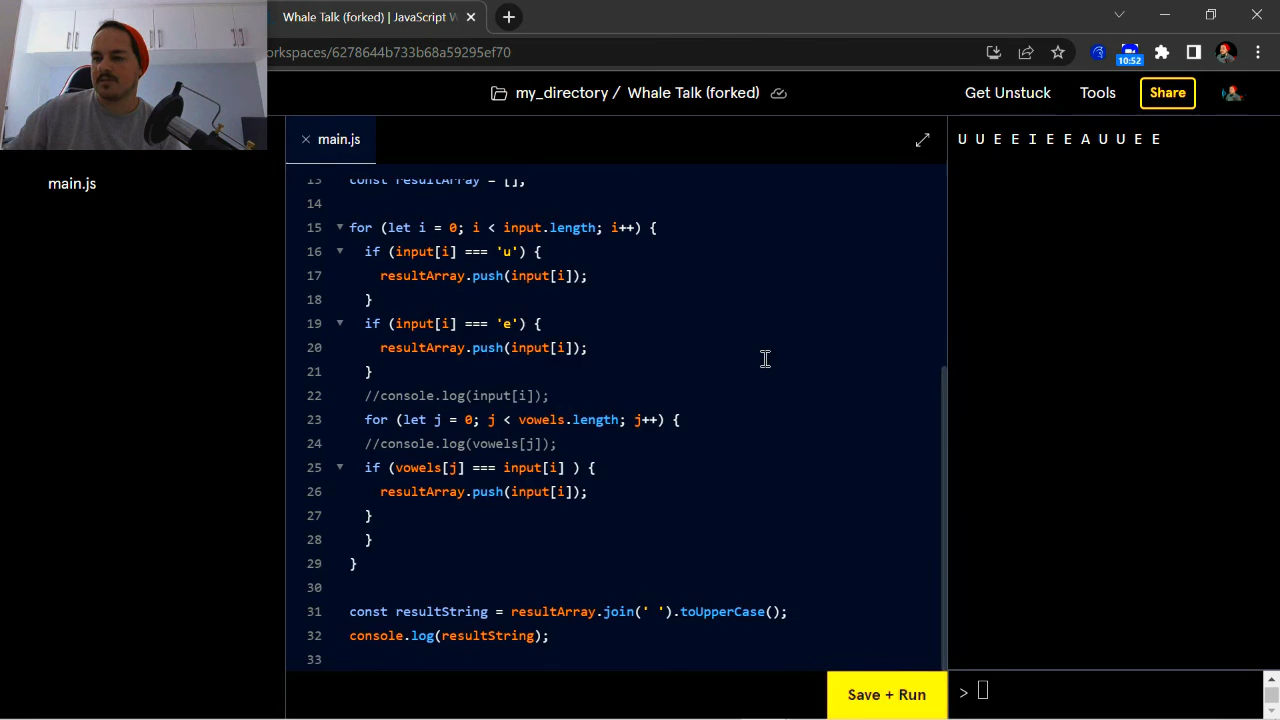 Whale Talk (forked) | JavaScript W
orkspaces/6278644b733b68a59295ef70
10:52
my_directory / Whale Talk (forked)
Get Unstuck
Tools
Share
main.js
main.js
U U E E I E E A U U E E
13 const resultArray = [];
14
15 for (let i = 0; i < input.length; i++) {
16 if (input[i] === 'u') {
17 resultArray.push(input[i]);
18 }
19 if (input[i] === 'e') {
20 resultArray.push(input[i]);
21 }
22 //console.log(input[i]);
23 for (let j = 0; j < vowels.length; j++) {
24 //console.log(vowels[j]);
25 if (vowels[j] === input[i] ) {
26 resultArray.push(input[i]);
27 }
28 }
29 }
30
31 const resultString = resultArray.join(' ').toUpperCase();
32 console.log(resultString);
33
Save + Run
>